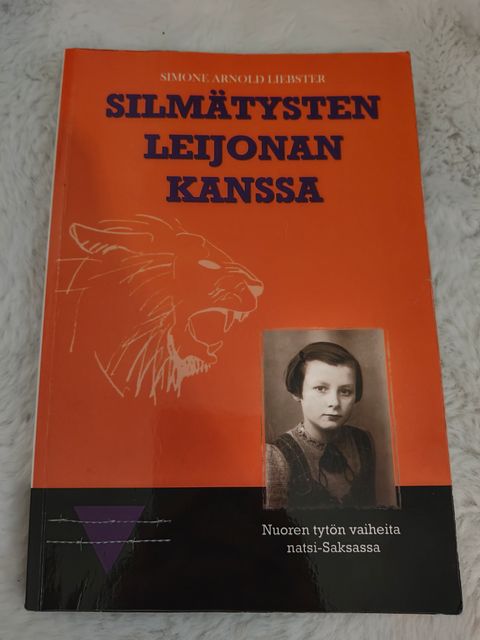 SIMONE ARNOLD LIEBSTER
SILMÄTYSTEN
LEIJONAN
KANSSA
Nuoren tytön vaiheita
natsi-Saksassa